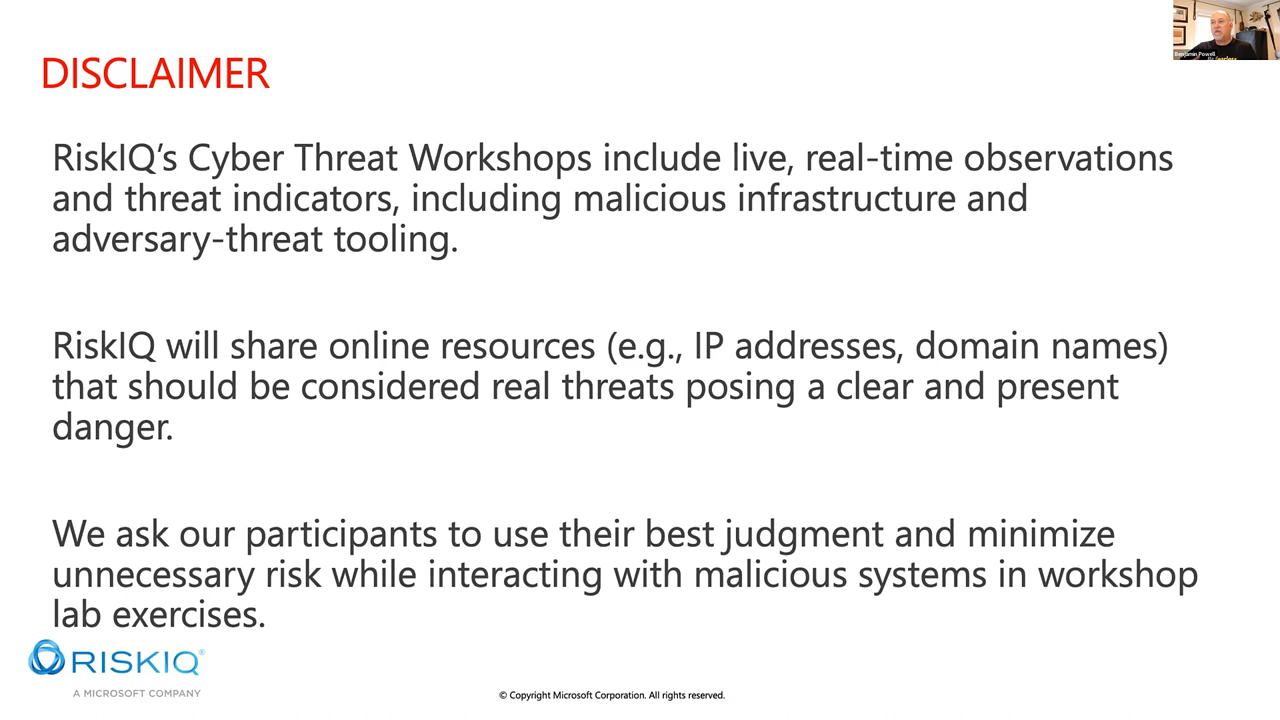 Benjamin Powell
DISCLAIMER
RiskIQ’s Cyber Threat Workshops include live, real-time observations
and threat indicators, including malicious infrastructure and
adversary-threat tooling.
RiskIQ will share online resources (e.g., IP addresses, domain names)
that should be considered real threats posing a clear and present
danger.
We ask our participants to use their best judgment and minimize
unnecessary risk while interacting with malicious systems in workshop
lab exercises.
RISKIQ®
A MICROSOFT COMPANY
© Copyright Microsoft Corporation. All rights reserved.